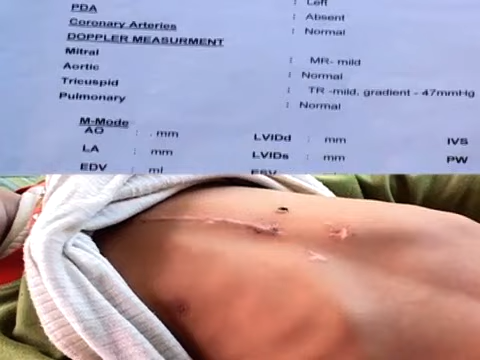 : Left
PDA : Absent
Coronary Arteries : Normal
DOPPLER MEASURMENT
Mitral : MR- mild
Aortic : Normal
Tricuspid : TR -mild, gradient - 47mmHg
Pulmonary : Normal
M-Mode
AO : . mm LVIDd : mm IVS
LA : mm LVIDs : mm PW
EDV : ml ESV